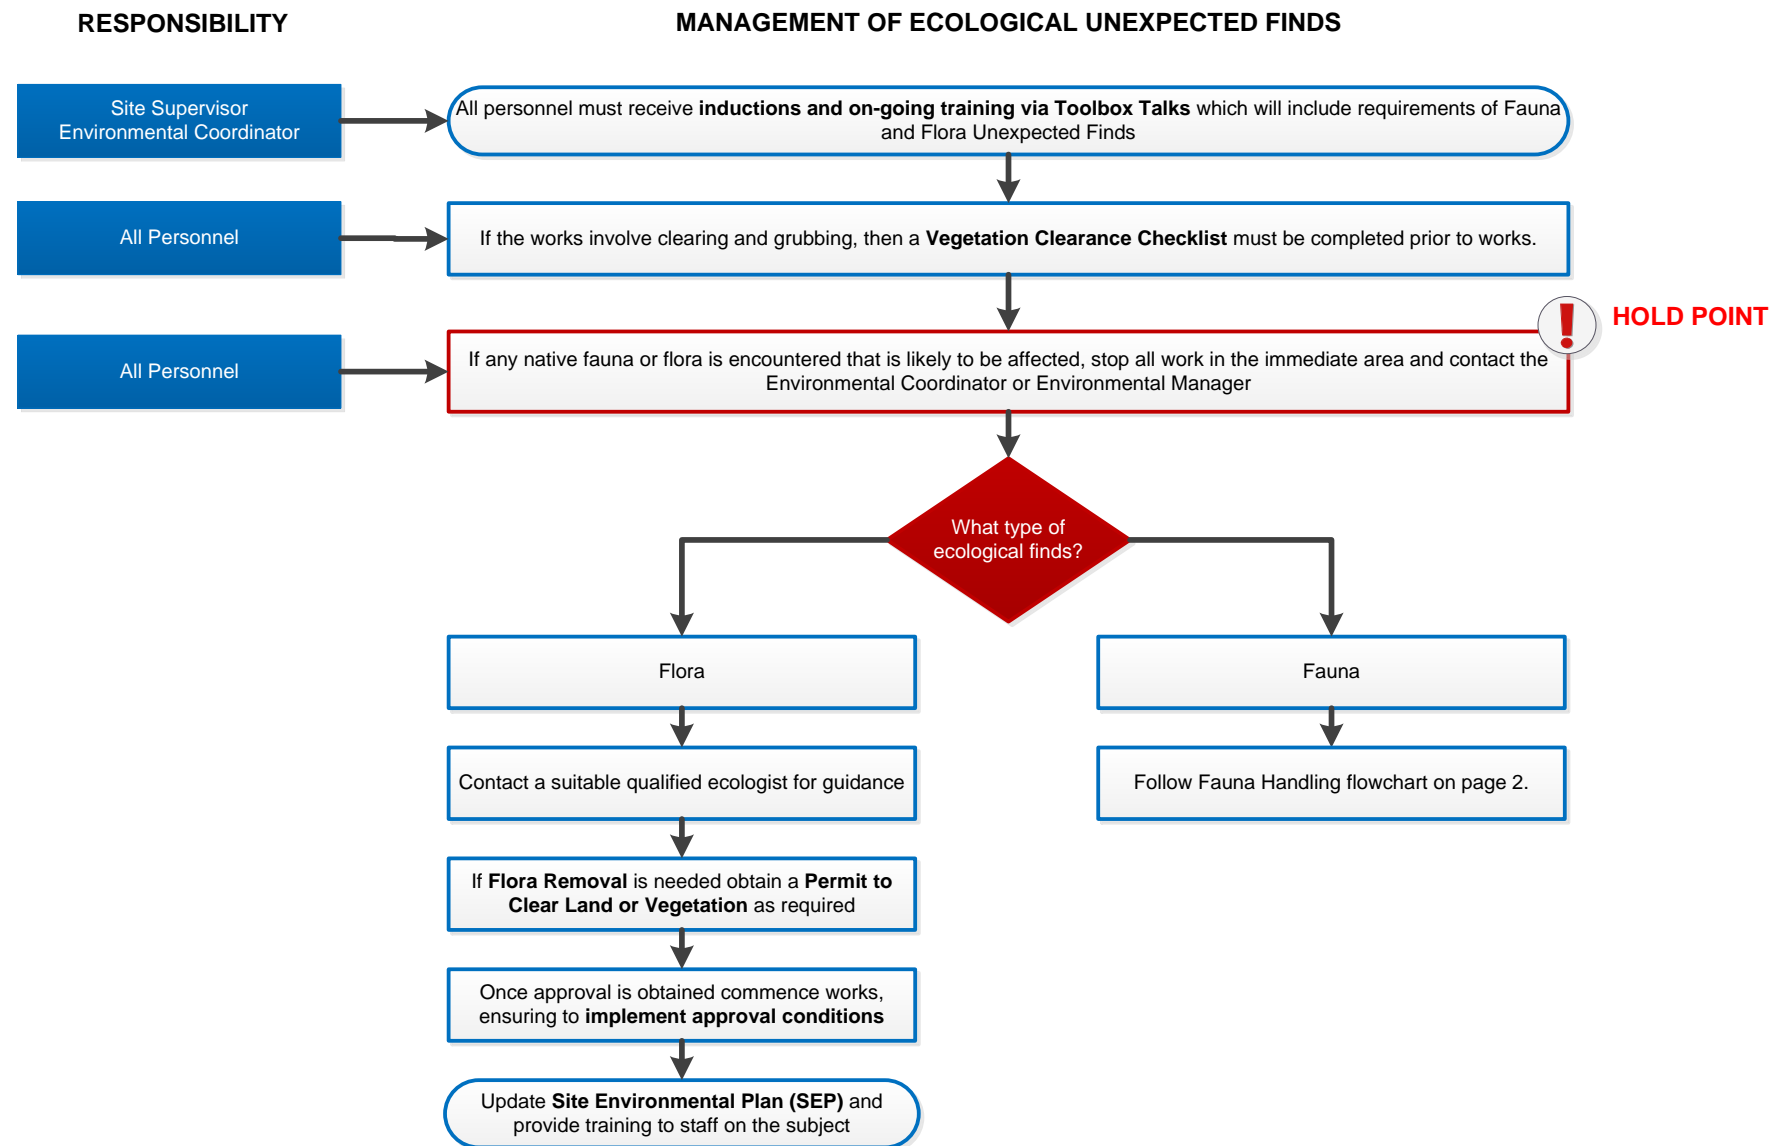 RESPONSIBILITY
MANAGEMENT OF ECOLOGICAL UNEXPECTED FINDS
Site Supervisor
Environmental Coordinator
All personnel must receive inductions and on-going training via Toolbox Talks which will include requirements of Fauna
and Flora Unexpected Finds
All Personnel
If the works involve clearing and grubbing, then a Vegetation Clearance Checklist must be completed prior to works.
HOLD POINT
All Personnel
If any native fauna or flora is encountered that is likely to be affected, stop all work in the immediate area and contact the
Environmental Coordinator or Environmental Manager
What type of
ecological finds?
Flora
Fauna
Contact a suitable qualified ecologist for guidance
Follow Fauna Handling flowchart on page 2.
If Flora Removal is needed obtain a Permit to
Clear Land or Vegetation as required
Once approval is obtained commence works,
ensuring to implement approval conditions
Update Site Environmental Plan (SEP) and
provide training to staff on the subject